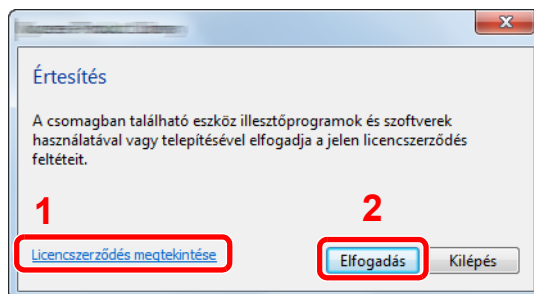 Értesítés
A csomagban található eszköz illesztőprogramok és szoftverek
használatával vagy telepítésével elfogadja a jelen licencszerződés
feltéteit.
1
2
Licencszerződés megtekintése
Elfogadás
Kilépés